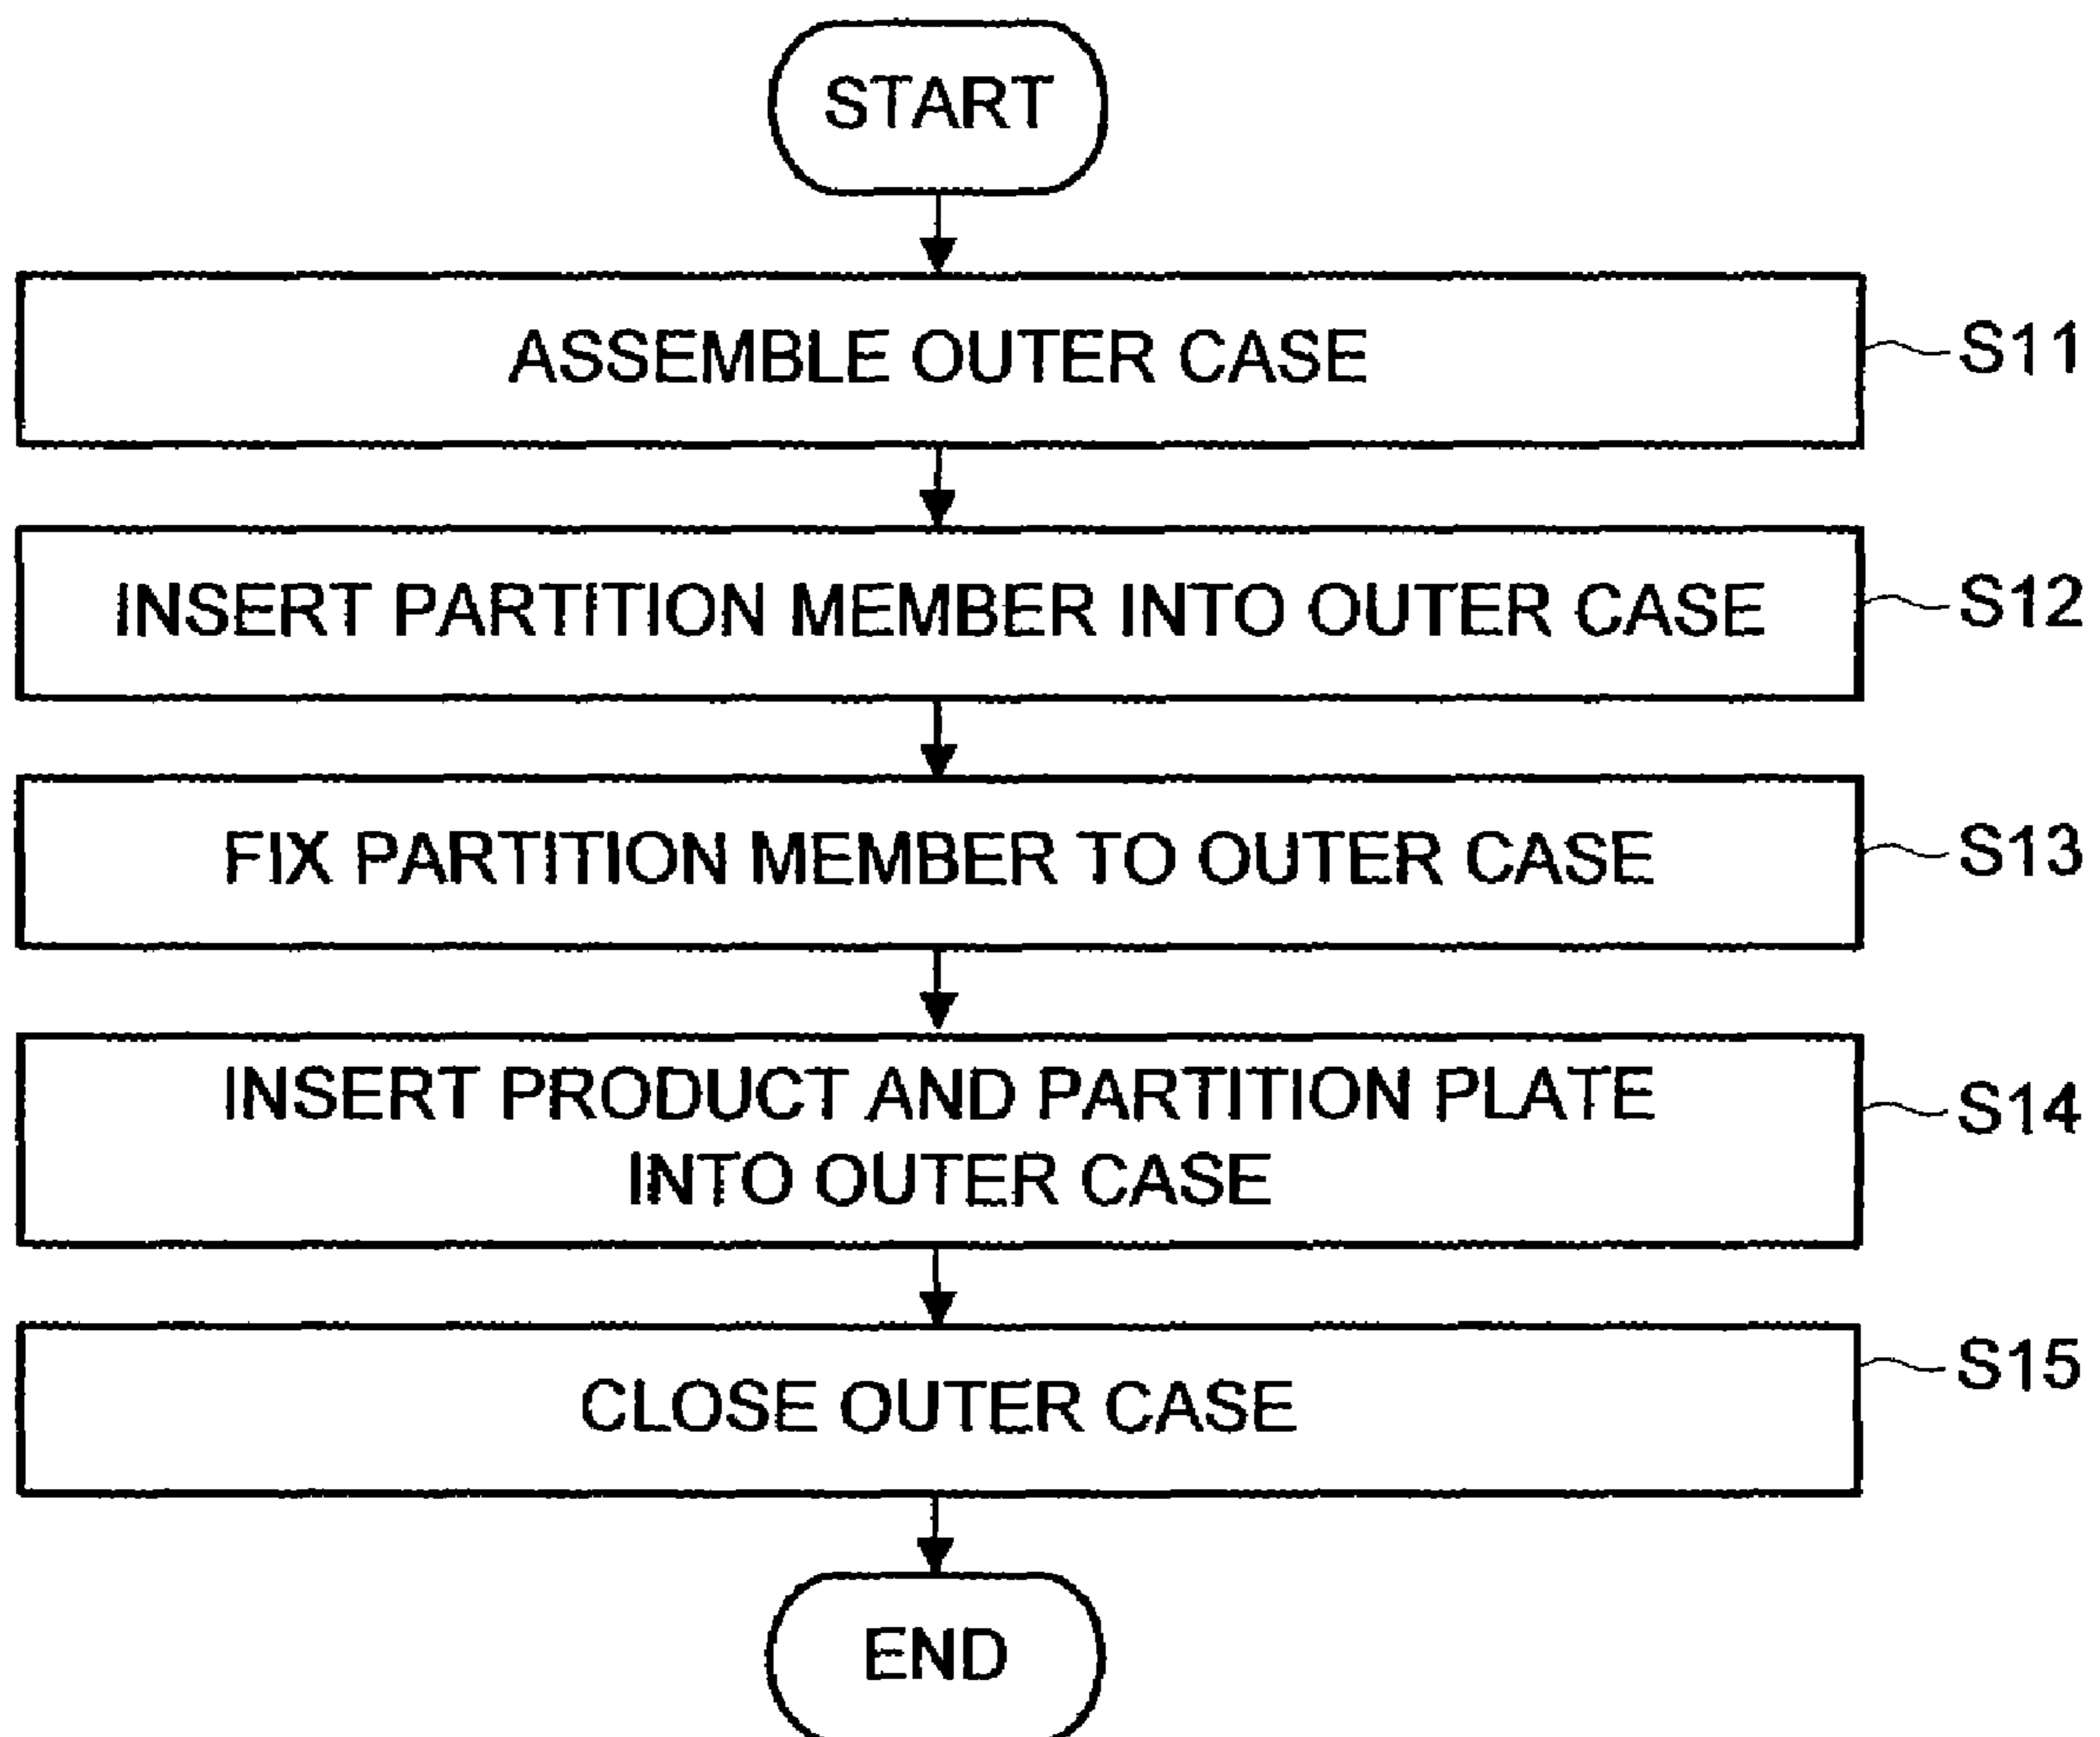 START
ASSEMBLE OUTER CASE
S11
INSERT PARTITION MEMBER INTO OUTER CASE
S12
FIX PARTITION MEMBER TO OUTER CASE
S13
INSERT PRODUCT AND PARTITION PLATE
INTO OUTER CASE
S14
CLOSE OUTER CASE
S15
END